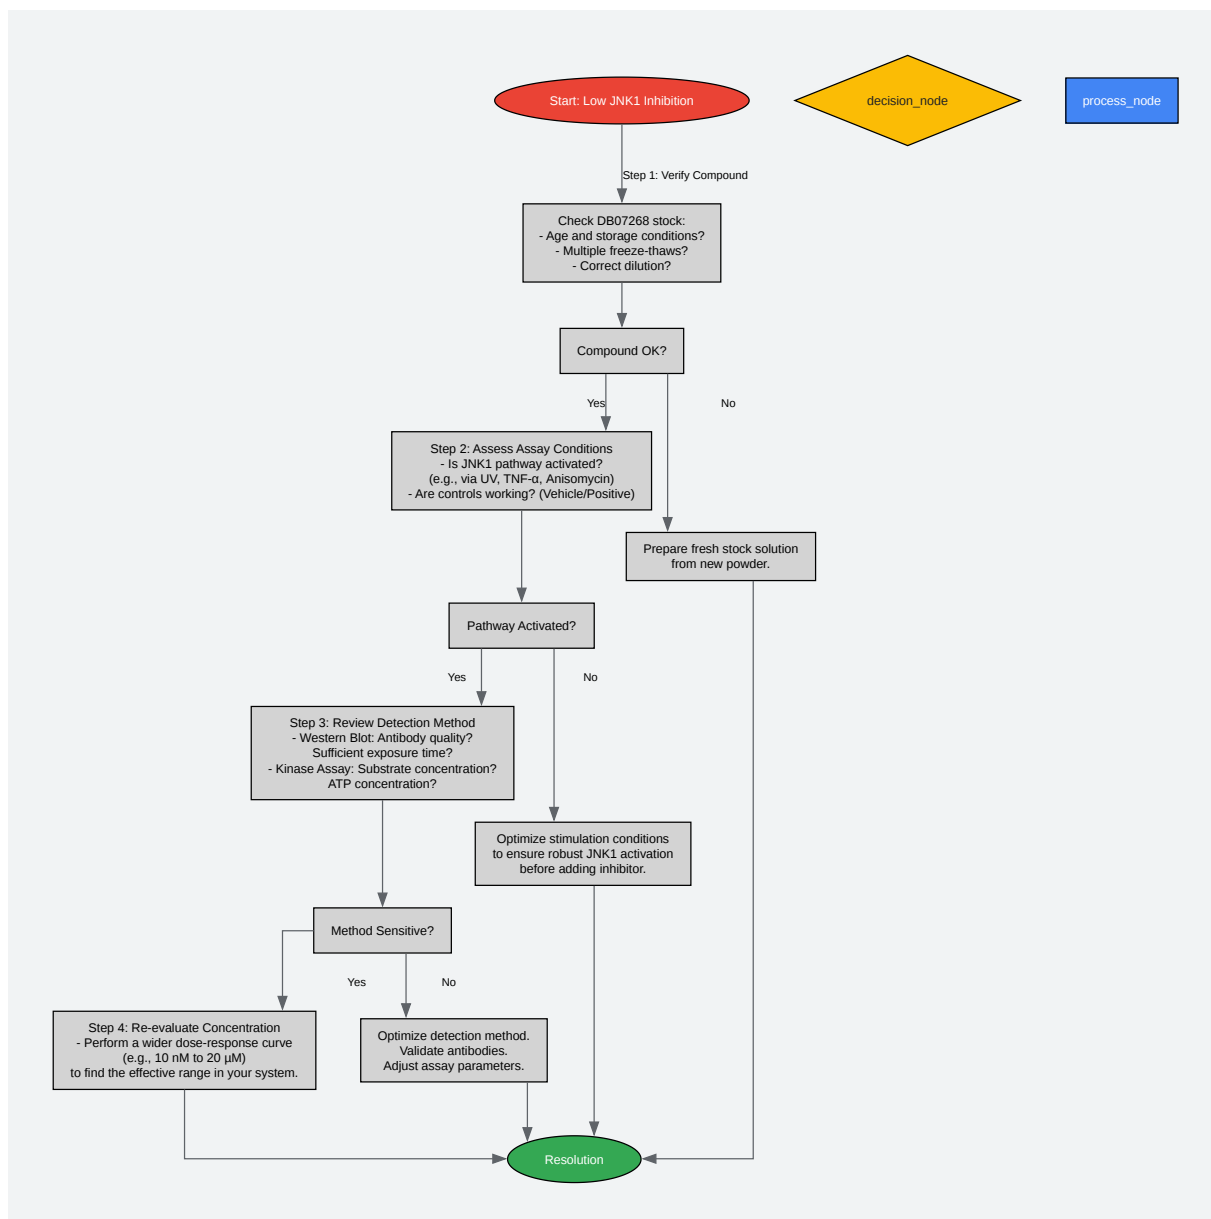 Start: Low JNK1 Inhibition
decision_node
process_node
Step 1: Verify Compound
Check DB07268 stock:
- Age and storage conditions?
- Multiple freeze-thaws?
- Correct dilution?
Compound OK?
Yes
No
Step 2: Assess Assay Conditions
- Is JNK1 pathway activated?
(e.g., via UV, TNF-α, Anisomycin)
- Are controls working? (Vehicle/Positive)
Prepare fresh stock solution
from new powder.
Pathway Activated?
Yes
No
Step 3: Review Detection Method
- Western Blot: Antibody quality?
Sufficient exposure time?
- Kinase Assay: Substrate concentration?
ATP concentration?
Optimize stimulation conditions
to ensure robust JNK1 activation
before adding inhibitor.
Method Sensitive?
Yes
No
Step 4: Re-evaluate Concentration
- Perform a wider dose-response curve
(e.g., 10 nM to 20 µM)
to find the effective range in your system.
Optimize detection method.
Validate antibodies.
Adjust assay parameters.
Resolution